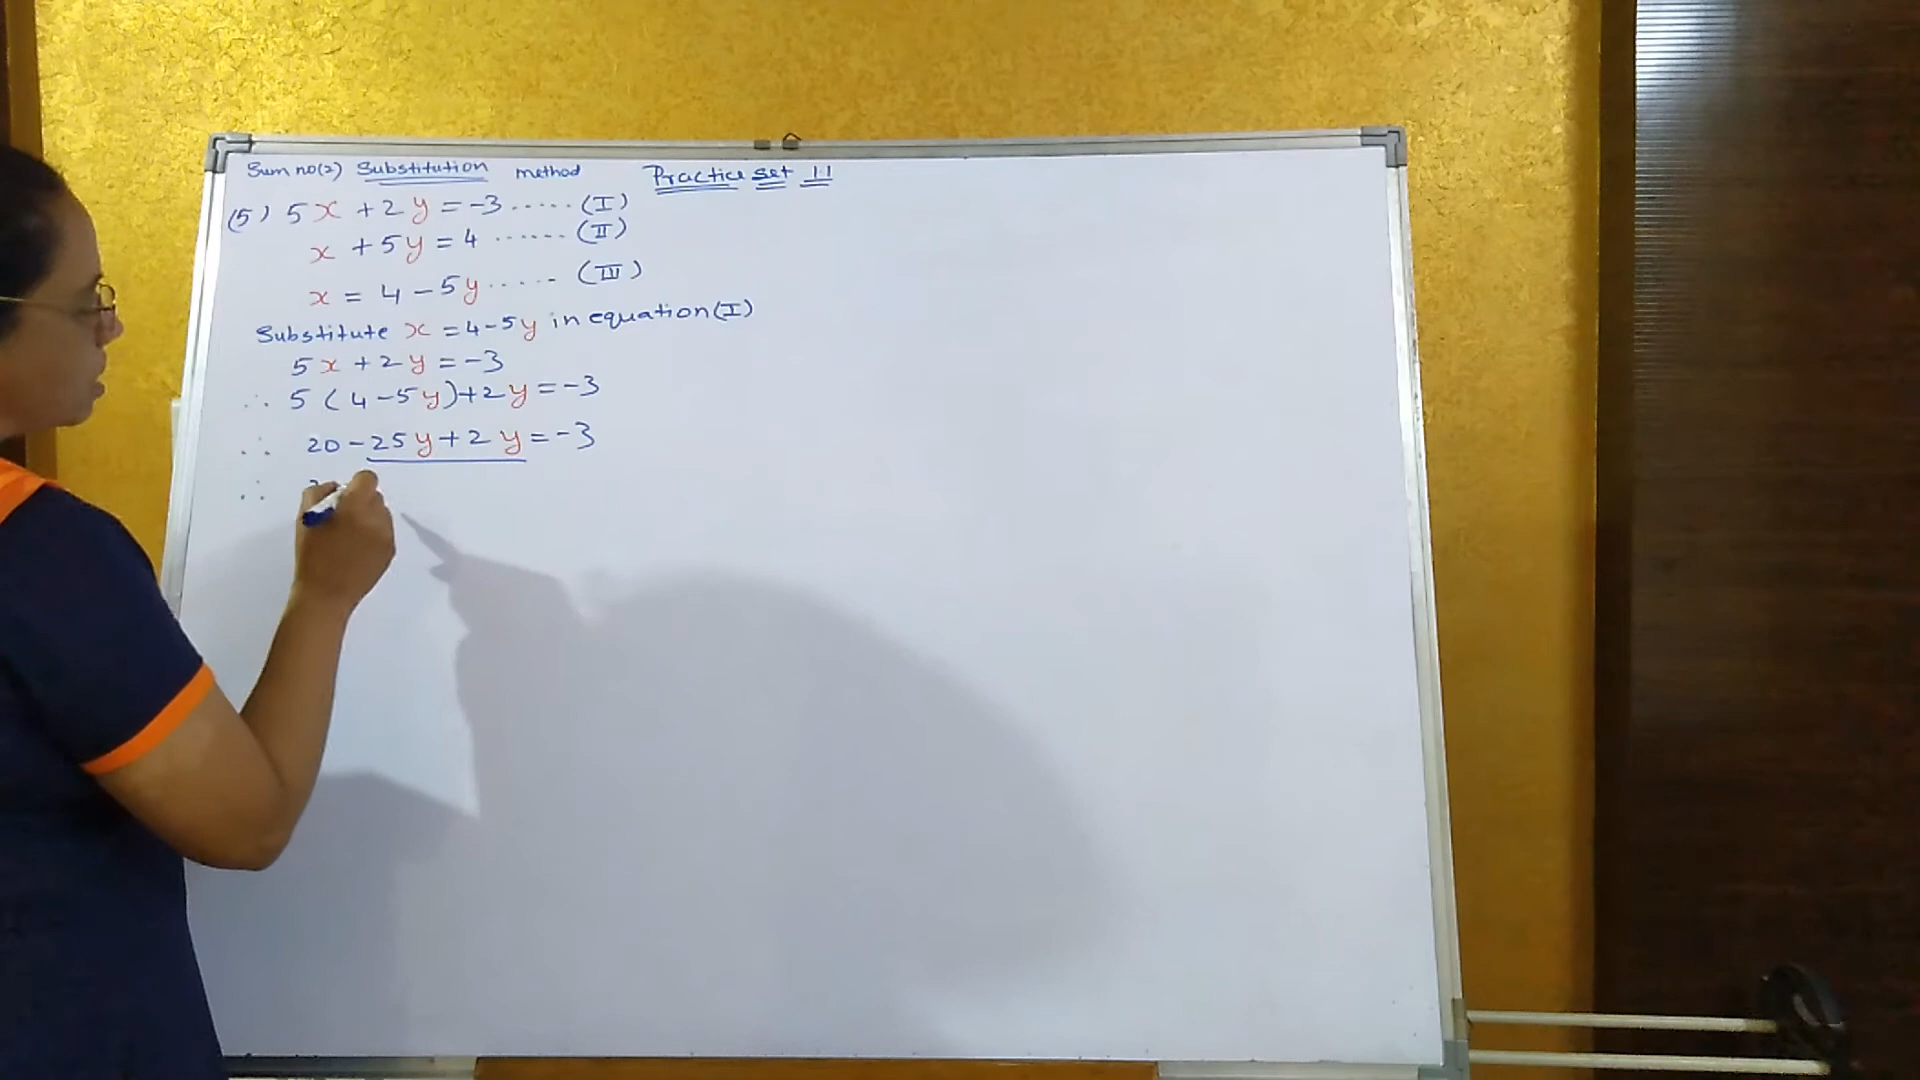 Sum no(2) Substitution method Practice set 1.1
(5) 5x + 2y = -3 ..... (I)
x + 5y = 4 ...... (II)
x = 4 - 5y ..... (III)
Substitute x = 4-5y in equation (I)
5x + 2y = -3
∴ 5 (4 - 5y) + 2y = -3
∴ 20 - 25y + 2y = -3
∴